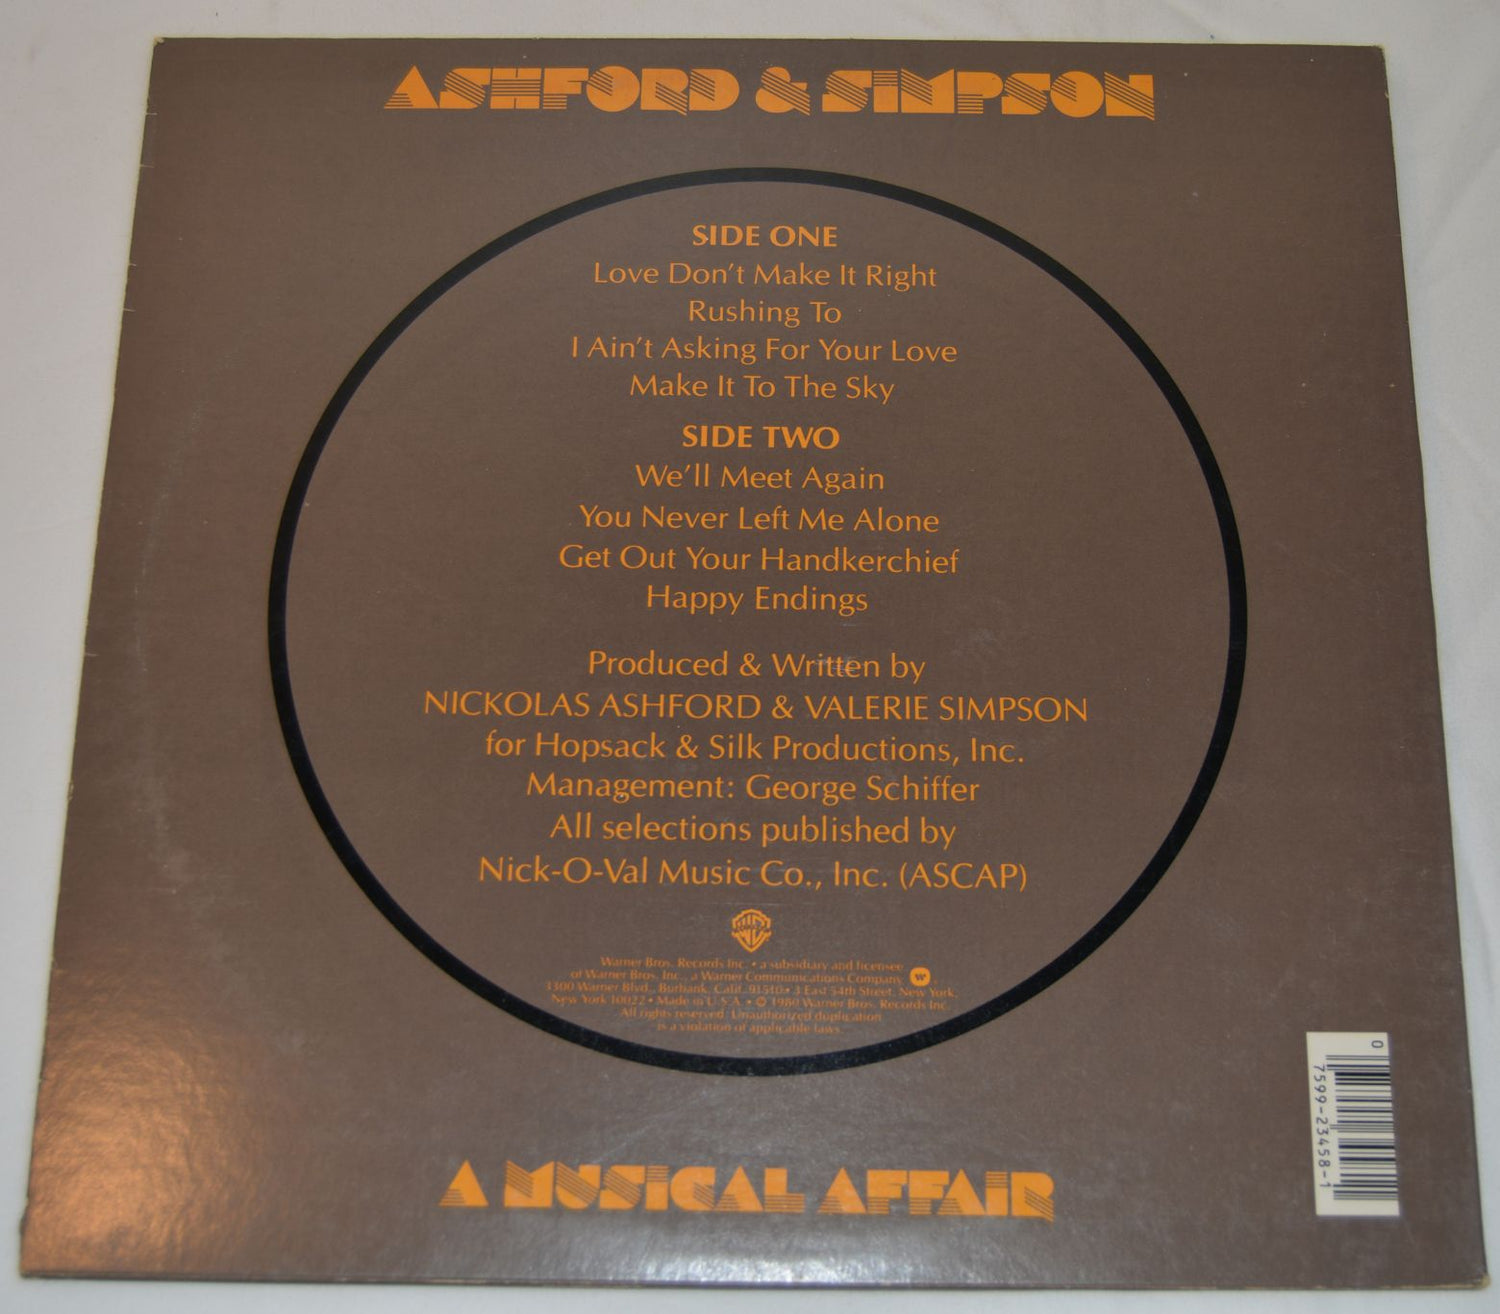 ASHFORD & SIMPSON
SIDE ONE
Love Don't Make It Right
Rushing To
I Ain't Asking For Your Love
Make It To The Sky
SIDE TWO
We'll Meet Again
You Never Left Me Alone
Get Out Your Handkerchief
Happy Endings
Produced & Written by
NICKOLAS ASHFORD & VALERIE SIMPSON
for Hopsack & Silk Productions, Inc.
Management: George Schiffer
All selections published by
Nick-O-Val Music Co., Inc. (ASCAP)
Warner Bros. Records Inc. • a subsidiary and licensee
of Warner Bros. Inc., a Warner Communications Company
3300 Warner Blvd., Burbank, Calif. 91510 • 3 East 54th Street, New York,
New York 10022 • Made in U.S.A. • © 1980 Warner Bros. Records Inc.
All rights reserved. Unauthorized duplication
is a violation of applicable laws.
0 7599-23458-1
A MUSICAL AFFAIR